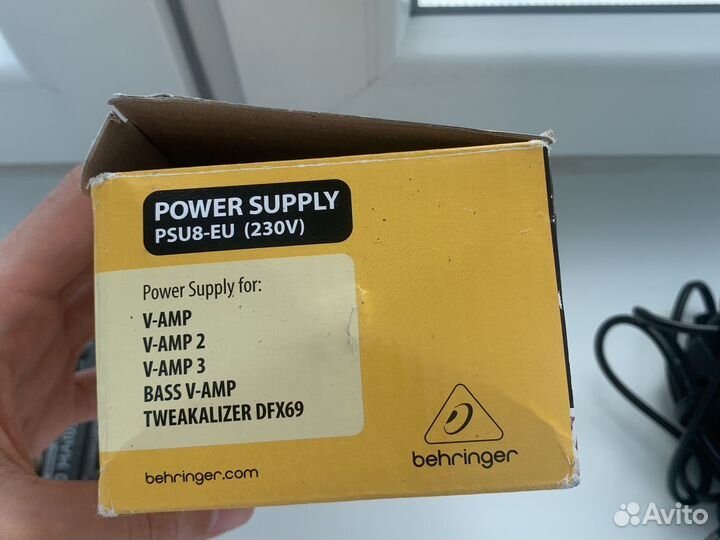 POWER SUPPLY
PSU8-EU (230V)
Power Supply for:
V-AMP
V-AMP 2
V-AMP 3
BASS V-AMP
TWEAKALIZER DFX69
behringer.com
behringer
Avito